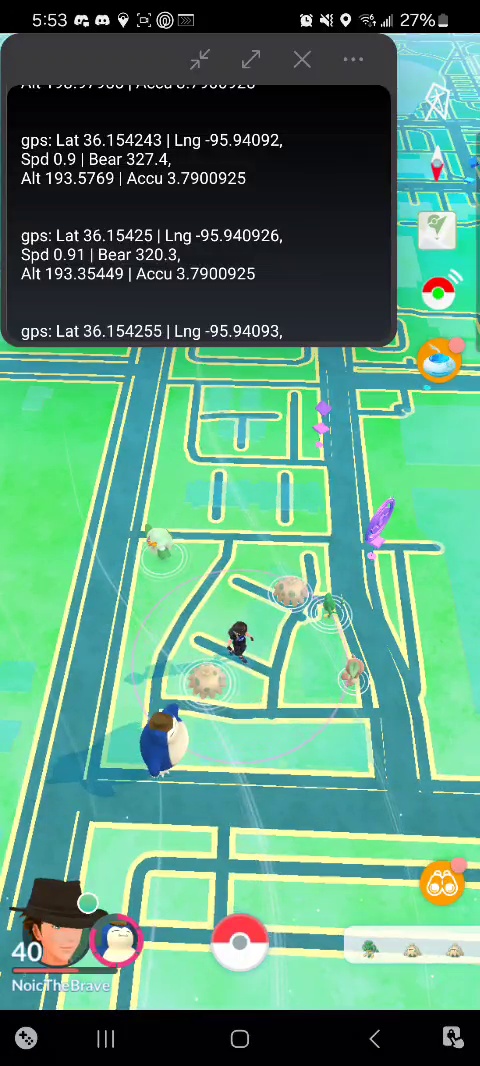 5:53
27%
gps: Lat 36.154243 | Lng -95.94092,
Spd 0.9 | Bear 327.4,
Alt 193.5769 | Accu 3.7900925
gps: Lat 36.15425 | Lng -95.940926,
Spd 0.91 | Bear 320.3,
Alt 193.35449 | Accu 3.7900925
gps: Lat 36.154255 | Lng -95.94093,
40
NoiciTheBrave